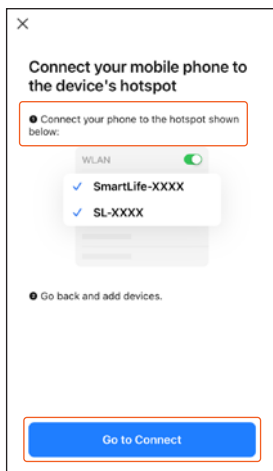 Connect your mobile phone to
the device's hotspot
❶ Connect your phone to the hotspot shown
below:
WLAN
SmartLife-XXXX
SL-XXXX
❷ Go back and add devices.
Go to Connect